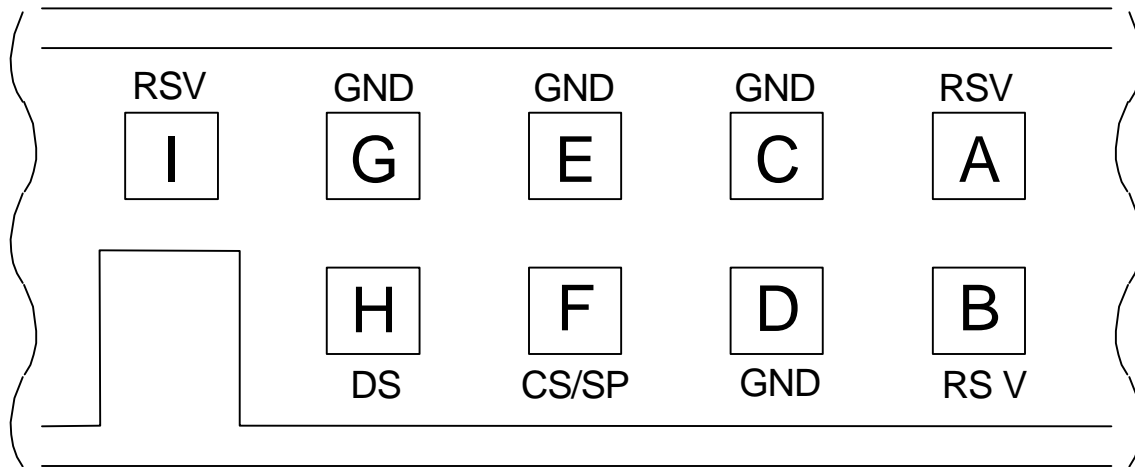 RSV GND GND GND RSV
I G E C A
H F D B
DS CS/SP GND RS V